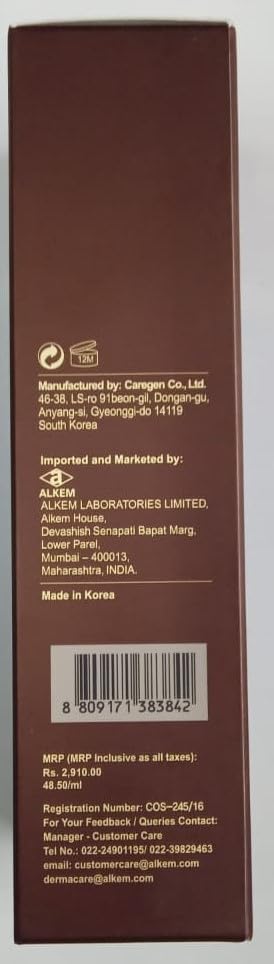 12M
Manufactured by: Caregen Co., Ltd.
46-38, LS-ro 91beon-gil, Dongan-gu,
Anyang-si, Gyeonggi-do 14119
South Korea
Imported and Marketed by:
a
ALKEM
ALKEM LABORATORIES LIMITED,
Alkem House,
Devashish Senapati Bapat Marg,
Lower Parel,
Mumbai – 400013,
Maharashtra, INDIA.
Made in Korea
8 809171 383842
MRP (MRP Inclusive as all taxes):
Rs. 2,910.00
48.50/ml
Registration Number: COS-245/16
For Your Feedback / Queries Contact:
Manager - Customer Care
Tel No.: 022-24901195/ 022-39829463
email: customercare@alkem.com
dermacare@alkem.com